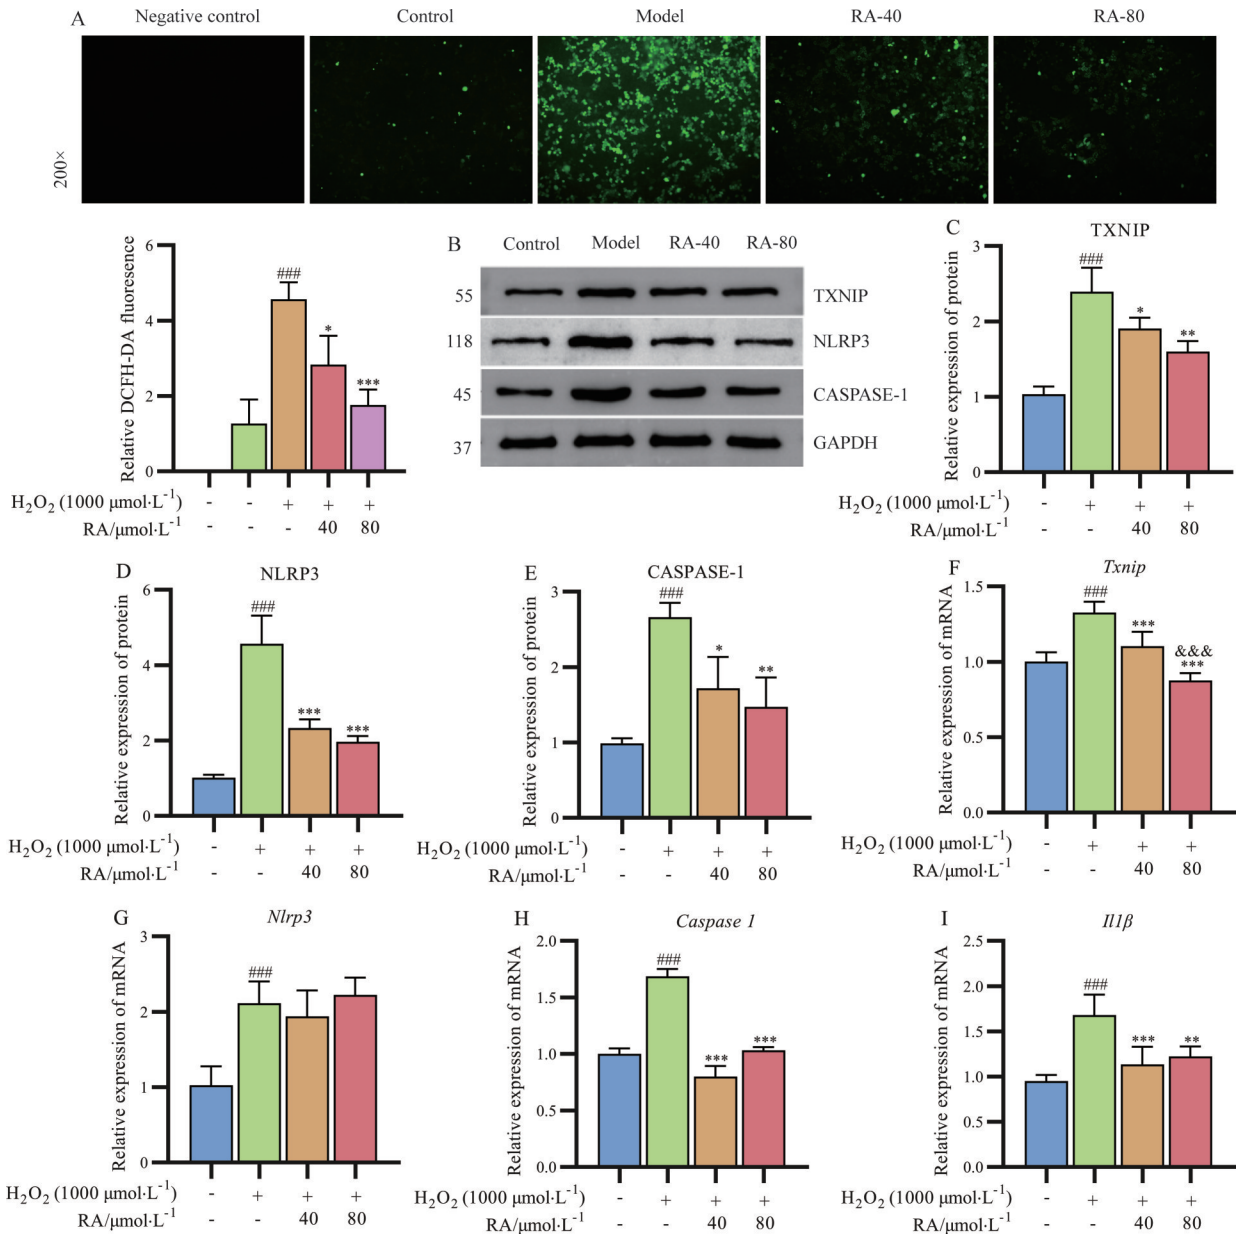 A Negative control Control Model RA-40 RA-80
200×
Relative DCFH-DA fluoresence
6
4
2
0
###
*
***
H₂O₂ (1000 μmol·L⁻¹) - - + + +
RA/μmol·L⁻¹ - - - 40 80
B Control Model RA-40 RA-80
55 TXNIP
118 NLRP3
45 CASPASE-1
37 GAPDH
C TXNIP
Relative expression of protein
3
2
1
0
###
*
**
H₂O₂ (1000 μmol·L⁻¹) - + + +
RA/μmol·L⁻¹ - - 40 80
D NLRP3
Relative expression of protein
6
4
2
0
###
***
***
H₂O₂ (1000 μmol·L⁻¹) - + + +
RA/μmol·L⁻¹ - - 40 80
E CASPASE-1
Relative expression of protein
3
2
1
0
###
*
**
H₂O₂ (1000 μmol·L⁻¹) - + + +
RA/μmol·L⁻¹ - - 40 80
F Txnip
Relative expression of mRNA
1.5
1.0
0.5
0.0
###
***
&&&
***
H₂O₂ (1000 μmol·L⁻¹) - + + +
RA/μmol·L⁻¹ - - 40 80
G Nlrp3
Relative expression of mRNA
3
2
1
0
###
H₂O₂ (1000 μmol·L⁻¹) - + + +
RA/μmol·L⁻¹ - - 40 80
H Caspase 1
Relative expression of mRNA
2.0
1.5
1.0
0.5
0.0
###
***
***
H₂O₂ (1000 μmol·L⁻¹) - + + +
RA/μmol·L⁻¹ - - 40 80
I Il1β
Relative expression of mRNA
2.5
2.0
1.5
1.0
0.5
0.0
###
***
**
H₂O₂ (1000 μmol·L⁻¹) - + + +
RA/μmol·L⁻¹ - - 40 80